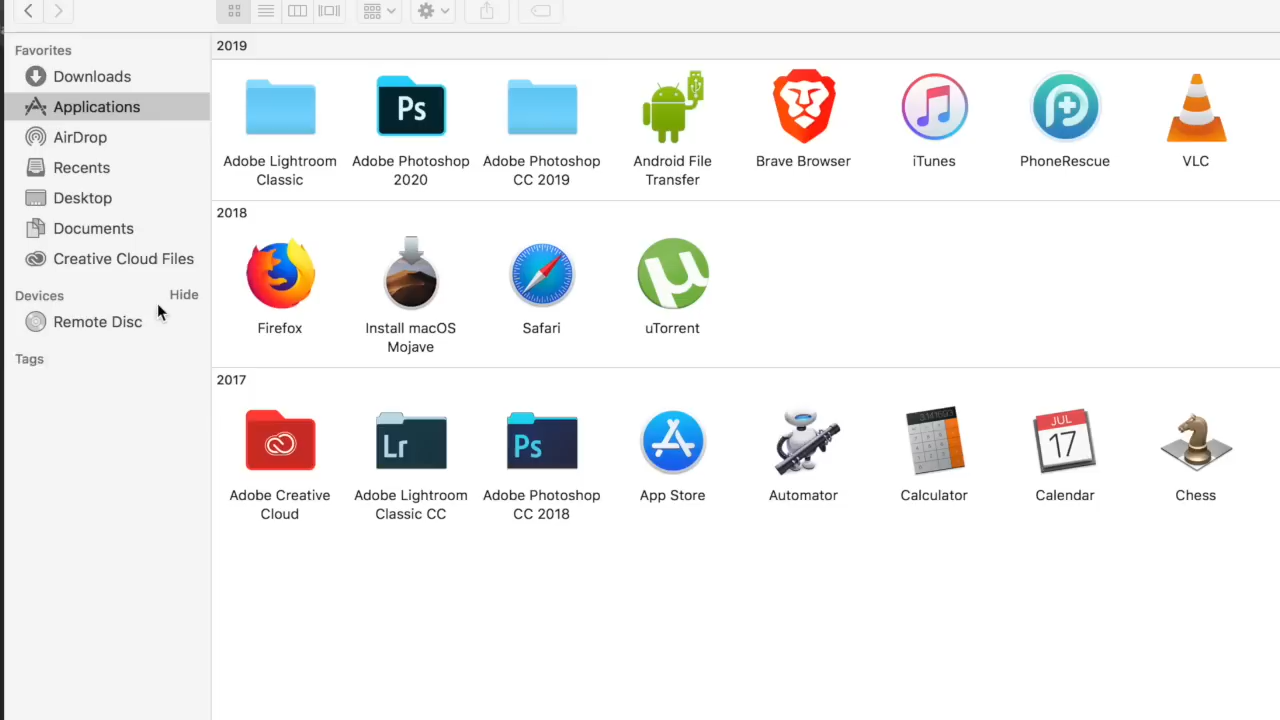 Favorites
Downloads
Applications
AirDrop
Recents
Desktop
Documents
Creative Cloud Files
Devices
Hide
Remote Disc
Tags
2019
Adobe Lightroom
Classic
Ps
Adobe Photoshop
2020
Adobe Photoshop
CC 2019
Android File
Transfer
Brave Browser
iTunes
PhoneRescue
VLC
2018
Firefox
Install macOS
Mojave
Safari
µ
uTorrent
2017
Adobe Creative
Cloud
Lr
Adobe Lightroom
Classic CC
Ps
Adobe Photoshop
CC 2018
App Store
Automator
Calculator
JUL
17
Calendar
Chess